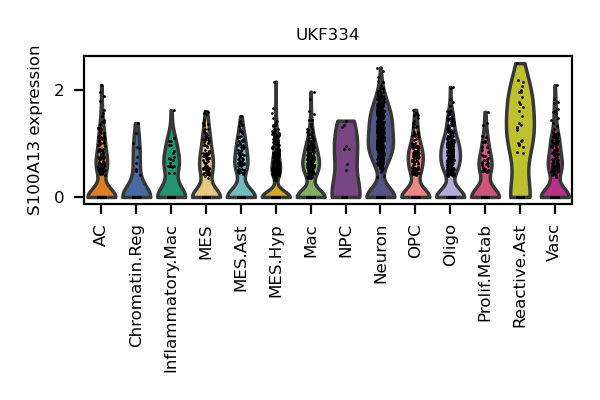 UKF334
S100A13 expression
2
0
AC
Chromatin.Reg
Inflammatory.Mac
MES
MES.Ast
MES.Hyp
Mac
NPC
Neuron
OPC
Oligo
Prolif.Metab
Reactive.Ast
Vasc